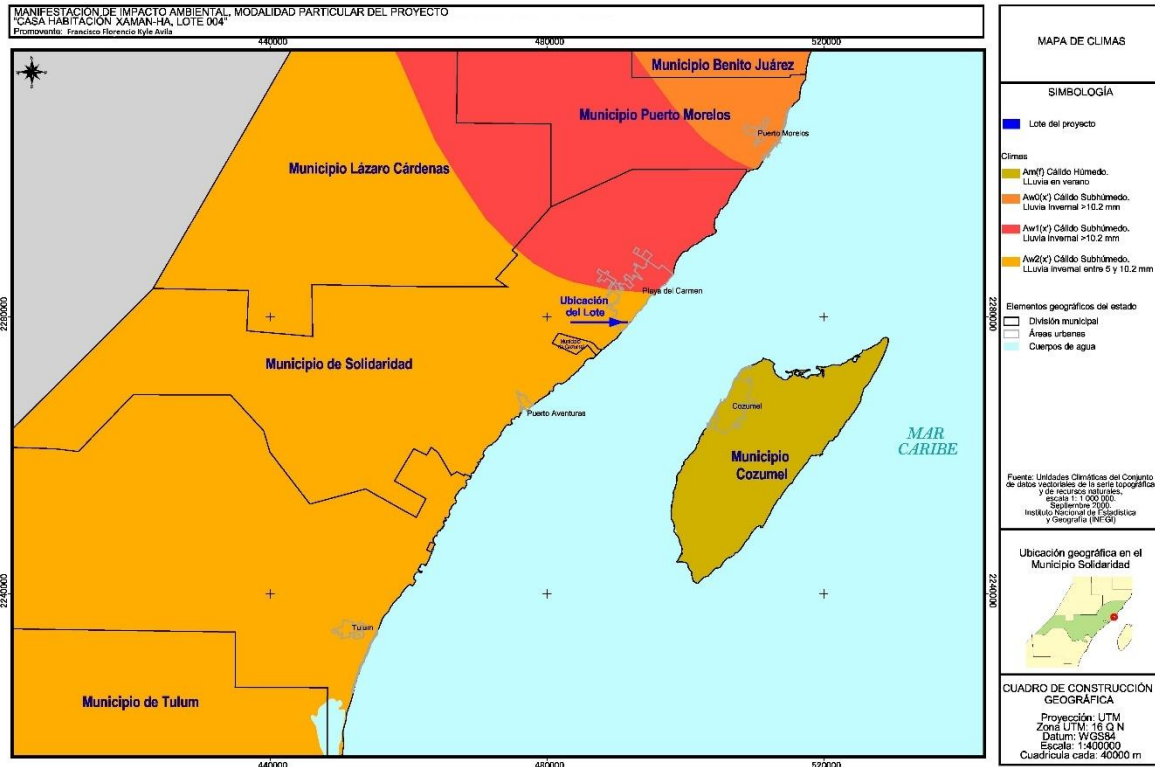 MANIFESTACIÓN DE IMPACTO AMBIENTAL, MODALIDAD PARTICULAR DEL PROYECTO
"CASA HABITACIÓN XAMAN-HA, LOTE 004"
Promovente: Francisco Florencio Kyle Avila
440000
480000
520000
Municipio Benito Juárez
Municipio Puerto Morelos
Puerto Morelos
Municipio Lázaro Cárdenas
Playa del Carmen
Ubicación
del Lote
2280000
2280000
Municipio
de Cozumel
Municipio de Solidaridad
Puerto Aventuras
Cozumel
Municipio
Cozumel
MAR
CARIBE
2240000
2240000
Tulum
Municipio de Tulum
440000
480000
520000
MAPA DE CLIMAS
SIMBOLOGÍA
Lote del proyecto
Climas
Am(f) Cálido Húmedo.
LLuvia en verano
Aw0(x') Cálido Subhúmedo.
Lluvia Invernal >10.2 mm
Aw1(x') Cálido Subhúmedo.
Lluvia invernal >10.2 mm
Aw2(x') Cálido Subhúmedo.
LLuvia invernal entre 5 y 10.2 mm
Elementos geográficos del estado
División municipal
Áreas urbanas
Cuerpos de agua
Fuente: Unidades Climáticas del Conjunto
de datos vectoriales de la serie topográfica
y de recursos naturales,
escala 1: 1 000 000.
Septiembre 2000.
Instituto Nacional de Estadística
y Geografía (INEGI)
Ubicación geográfica en el
Municipio Solidaridad
CUADRO DE CONSTRUCCIÓN
GEOGRÁFICA
Proyección: UTM
Zona UTM: 16 Q N
Datum: WGS84
Escala: 1:400000
Cuadrícula cada: 40000 m